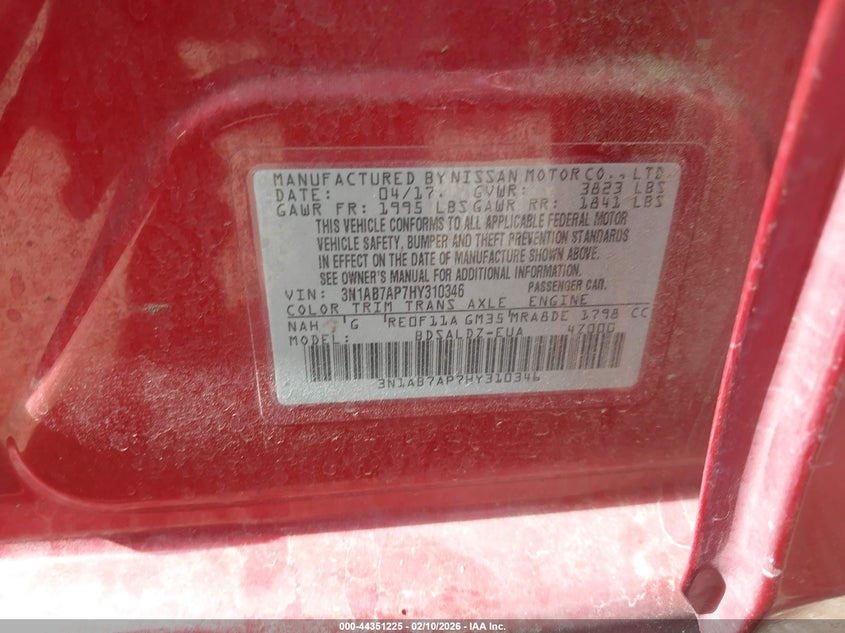 MANUFACTURED BY NISSAN MOTOR CO., LTD.
DATE: 04/17. GVWR: 3823 LBS
GAWR FR: 1995 LBS GAWR RR: 1841 LBS
THIS VEHICLE CONFORMS TO ALL APPLICABLE FEDERAL MOTOR
VEHICLE SAFETY, BUMPER AND THEFT PREVENTION STANDARDS
IN EFFECT ON THE DATE OF MANUFACTURE SHOWN ABOVE.
SEE OWNER'S MANUAL FOR ADDITIONAL INFORMATION.
VIN: 3N1AB7AP7HY310346 PASSENGER CAR.
COLOR TRIM TRANS AXLE ENGINE
NAH G RE0F11A GM35 MRA8DE 1798 CC
MODEL: BDSALDZ-EUA 47000
3N1AB7AP7HY310346
000-44351225 - 02/10/2026 - IAA Inc.